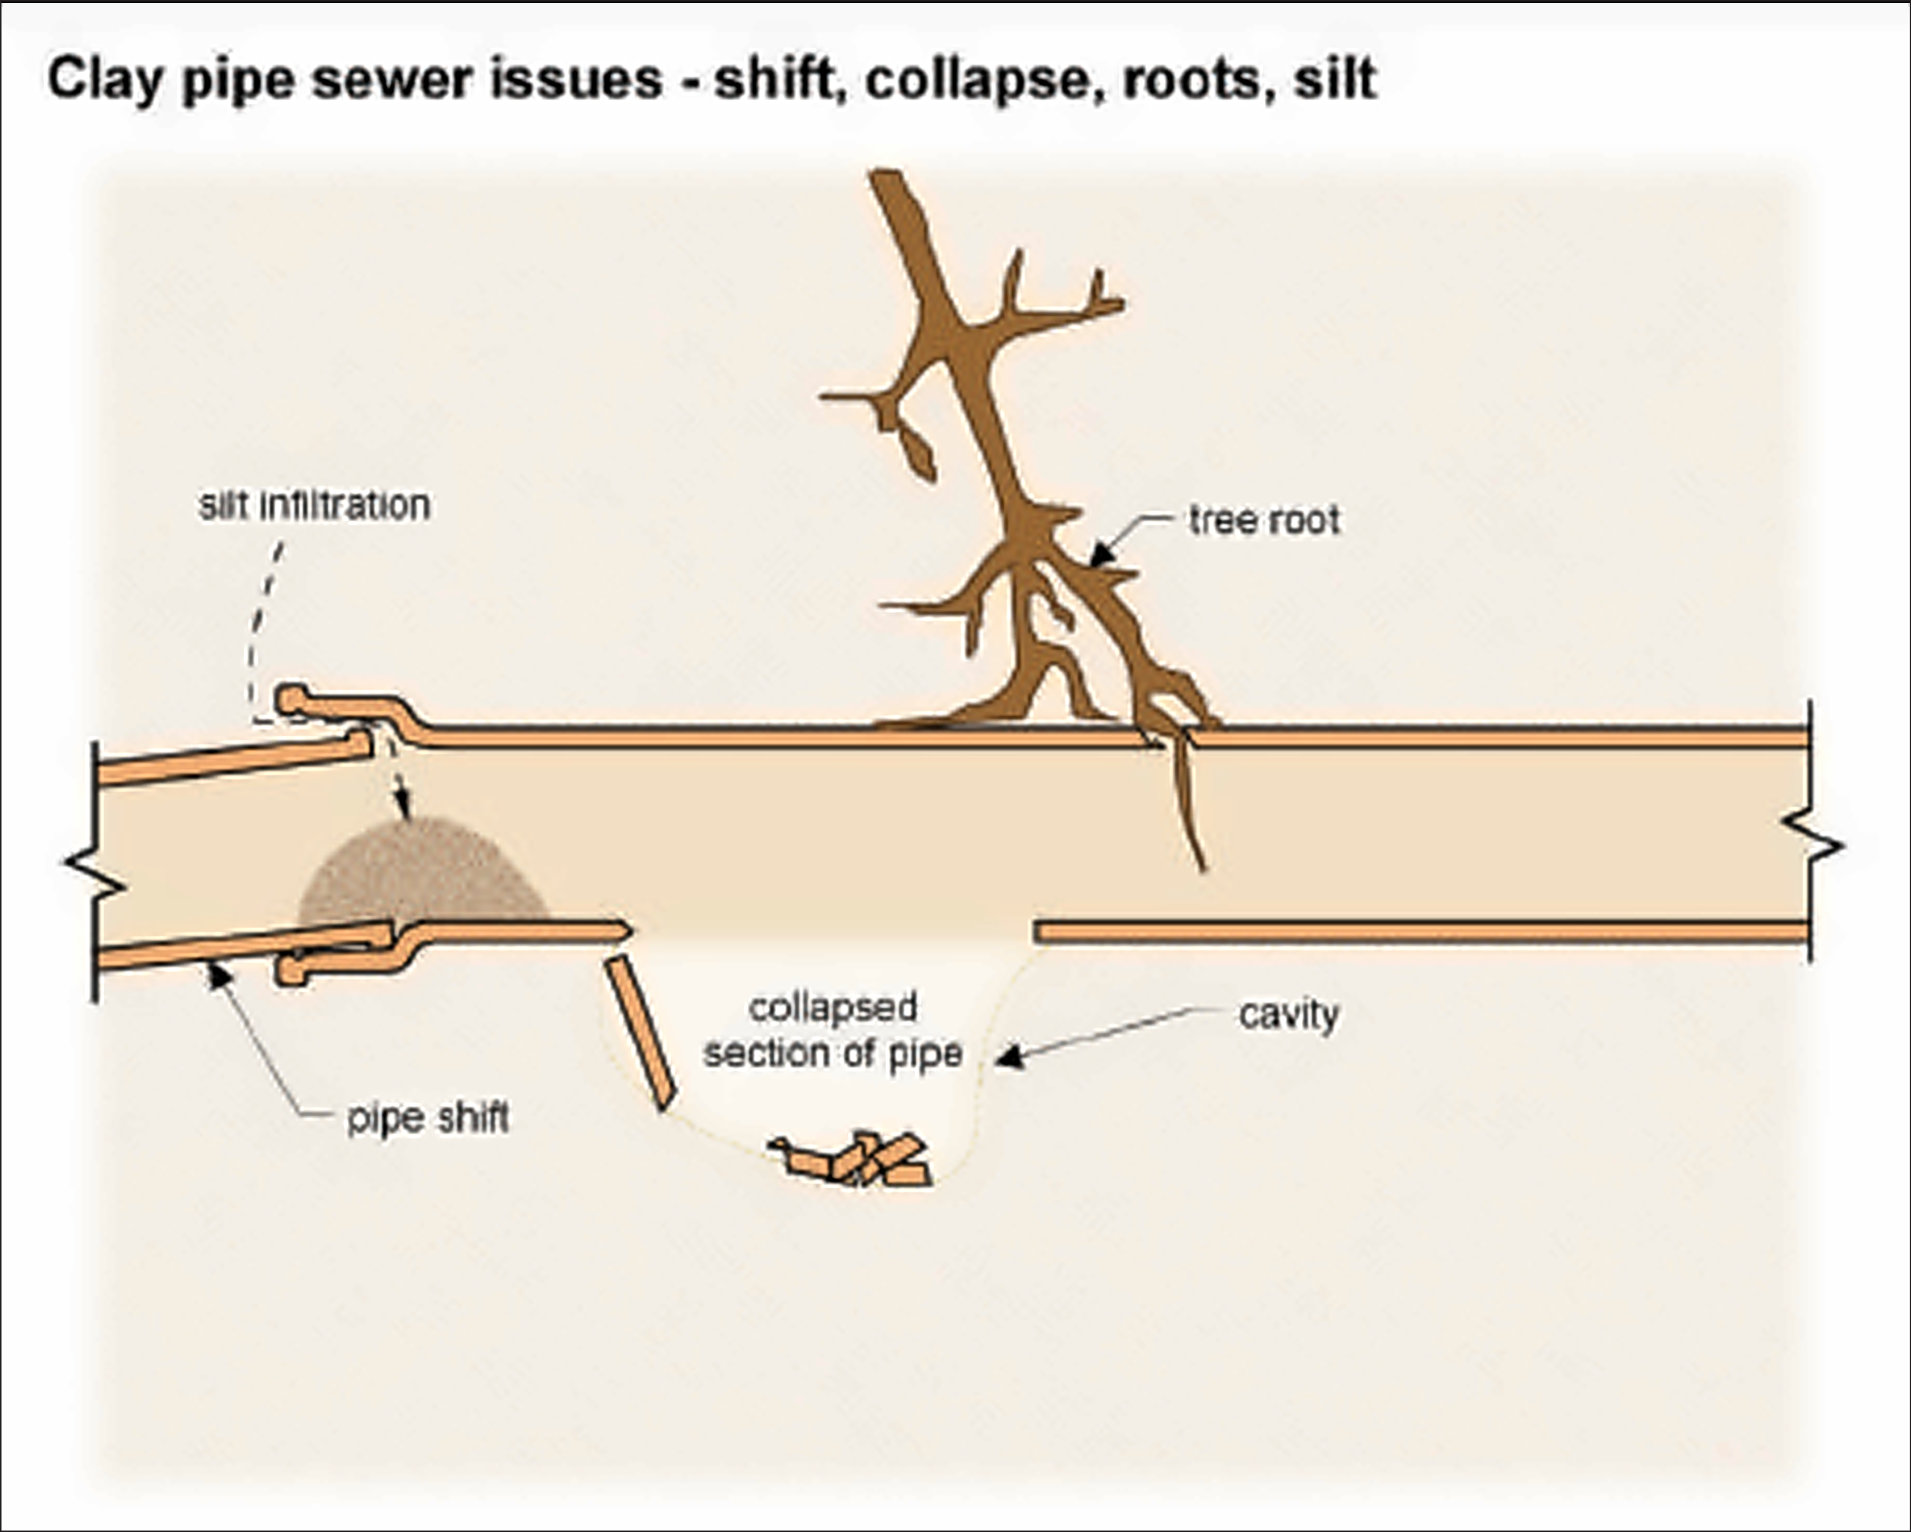 Clay pipe sewer issues - shift, collapse, roots, silt
silt infiltration
tree root
collapsed
section of pipe
cavity
pipe shift